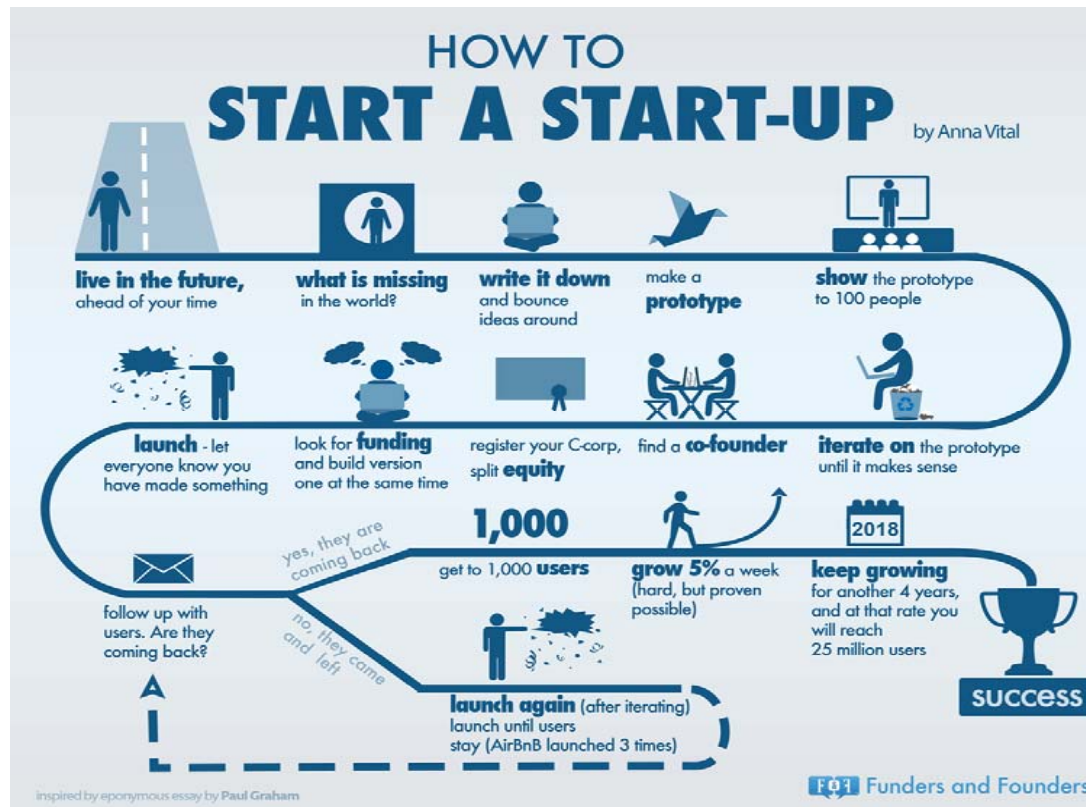 HOW TO
START A START-UP
by Anna Vital
live in the future,
ahead of your time
what is missing
in the world?
write it down
and bounce
ideas around
make a
prototype
show the prototype
to 100 people
launch - let
everyone know you
have made something
look for funding
and build version
one at the same time
register your C-corp,
split equity
find a co-founder
iterate on the prototype
until it makes sense
follow up with
users. Are they
coming back?
yes, they are
coming back
no, they came
and left
1,000
get to 1,000 users
grow 5% a week
(hard, but proven
possible)
2018
keep growing
for another 4 years,
and at that rate you
will reach
25 million users
success
launch again (after iterating)
launch until users
stay (AirBnB launched 3 times)
inspired by eponymous essay by Paul Graham
FOF Funders and Founders